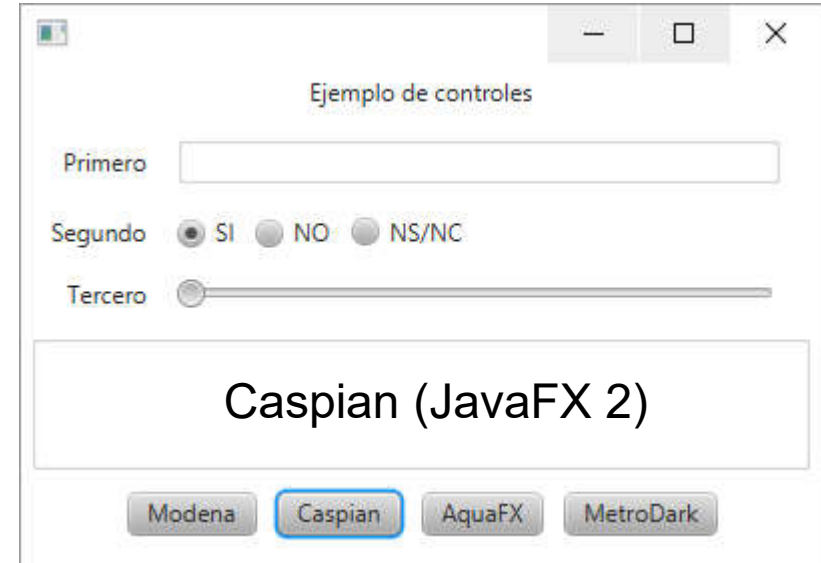 Ejemplo de controles
Primero
Segundo SI NO NS/NC
Tercero
Caspian (JavaFX 2)
Modena Caspian AquaFX MetroDark